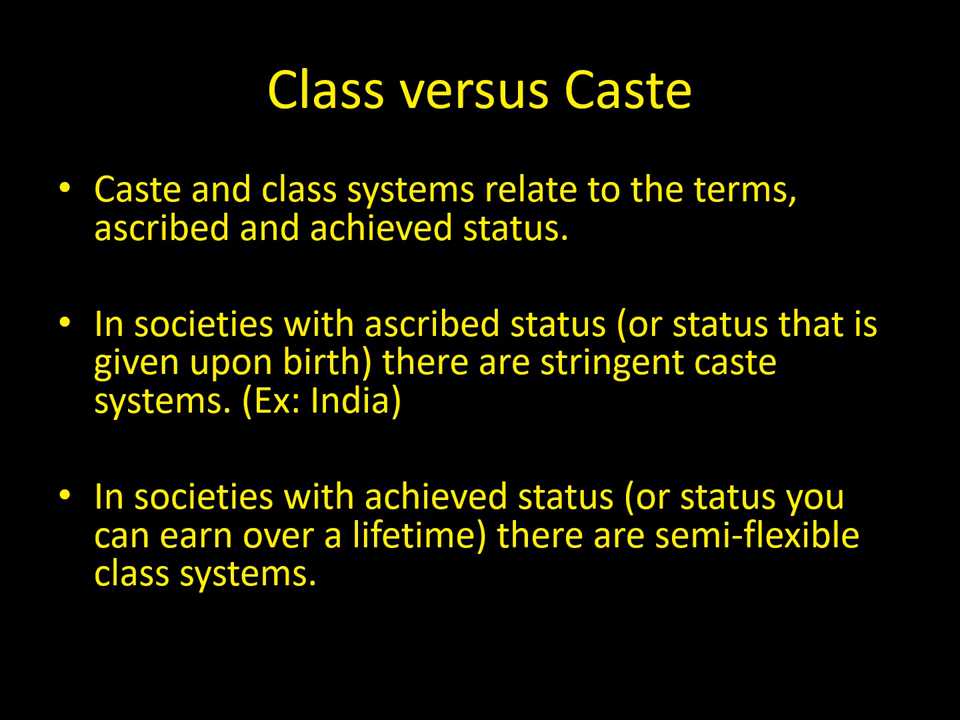 Class versus Caste
• Caste and class systems relate to the terms,
ascribed and achieved status.
• In societies with ascribed status (or status that is
given upon birth) there are stringent caste
systems. (Ex: India)
• In societies with achieved status (or status you
can earn over a lifetime) there are semi-flexible
class systems.